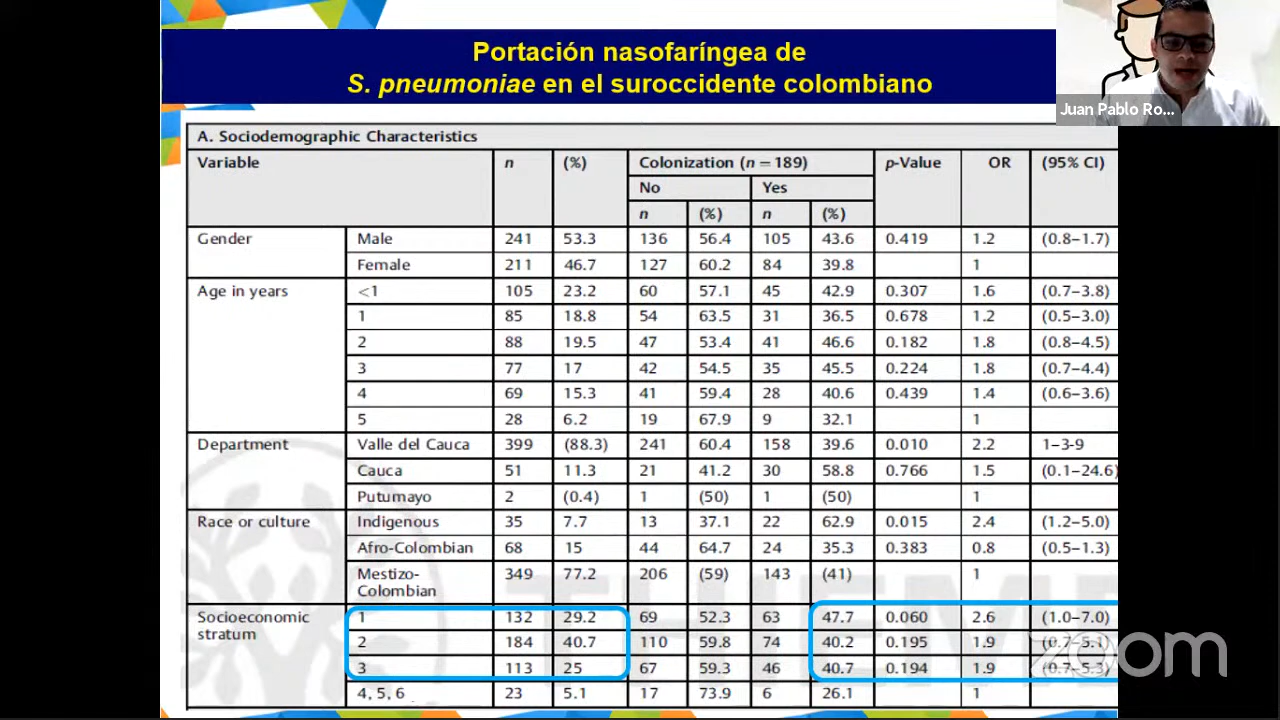 Portación nasofaríngea de
S. pneumoniae en el suroccidente colombiano
Juan Pablo Ro...
A. Sociodemographic Characteristics
Variable n (%) Colonization (n = 189) p-Value OR (95% CI)
No Yes
n (%) n (%)
Gender Male 241 53.3 136 56.4 105 43.6 0.419 1.2 (0.8–1.7)
Female 211 46.7 127 60.2 84 39.8 1
Age in years <1 105 23.2 60 57.1 45 42.9 0.307 1.6 (0.7–3.8)
1 85 18.8 54 63.5 31 36.5 0.678 1.2 (0.5–3.0)
2 88 19.5 47 53.4 41 46.6 0.182 1.8 (0.8–4.5)
3 77 17 42 54.5 35 45.5 0.224 1.8 (0.7–4.4)
4 69 15.3 41 59.4 28 40.6 0.439 1.4 (0.6–3.6)
5 28 6.2 19 67.9 9 32.1 1
Department Valle del Cauca 399 (88.3) 241 60.4 158 39.6 0.010 2.2 1–3-9
Cauca 51 11.3 21 41.2 30 58.8 0.766 1.5 (0.1–24.6)
Putumayo 2 (0.4) 1 (50) 1 (50) 1
Race or culture Indigenous 35 7.7 13 37.1 22 62.9 0.015 2.4 (1.2–5.0)
Afro-Colombian 68 15 44 64.7 24 35.3 0.383 0.8 (0.5–1.3)
Mestizo- 349 77.2 206 (59) 143 (41) 1
Colombian
Socioeconomic 1 132 29.2 69 52.3 63 47.7 0.060 2.6 (1.0–7.0)
stratum
2 184 40.7 110 59.8 74 40.2 0.195 1.9 (0.7–5.1)
3 113 25 67 59.3 46 40.7 0.194 1.9 (0.7–5.3)
4, 5, 6 23 5.1 17 73.9 6 26.1 1
zoom